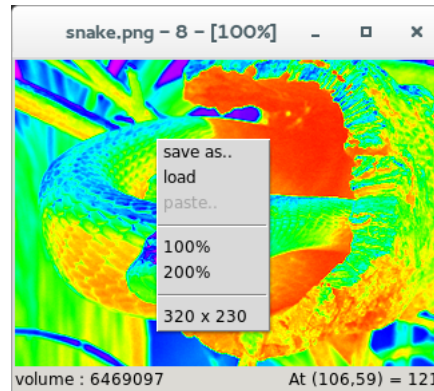 snake.png - 8 - [100%]
save as..
load
paste..
100%
200%
320 x 230
volume : 6469097
At (106,59) = 121